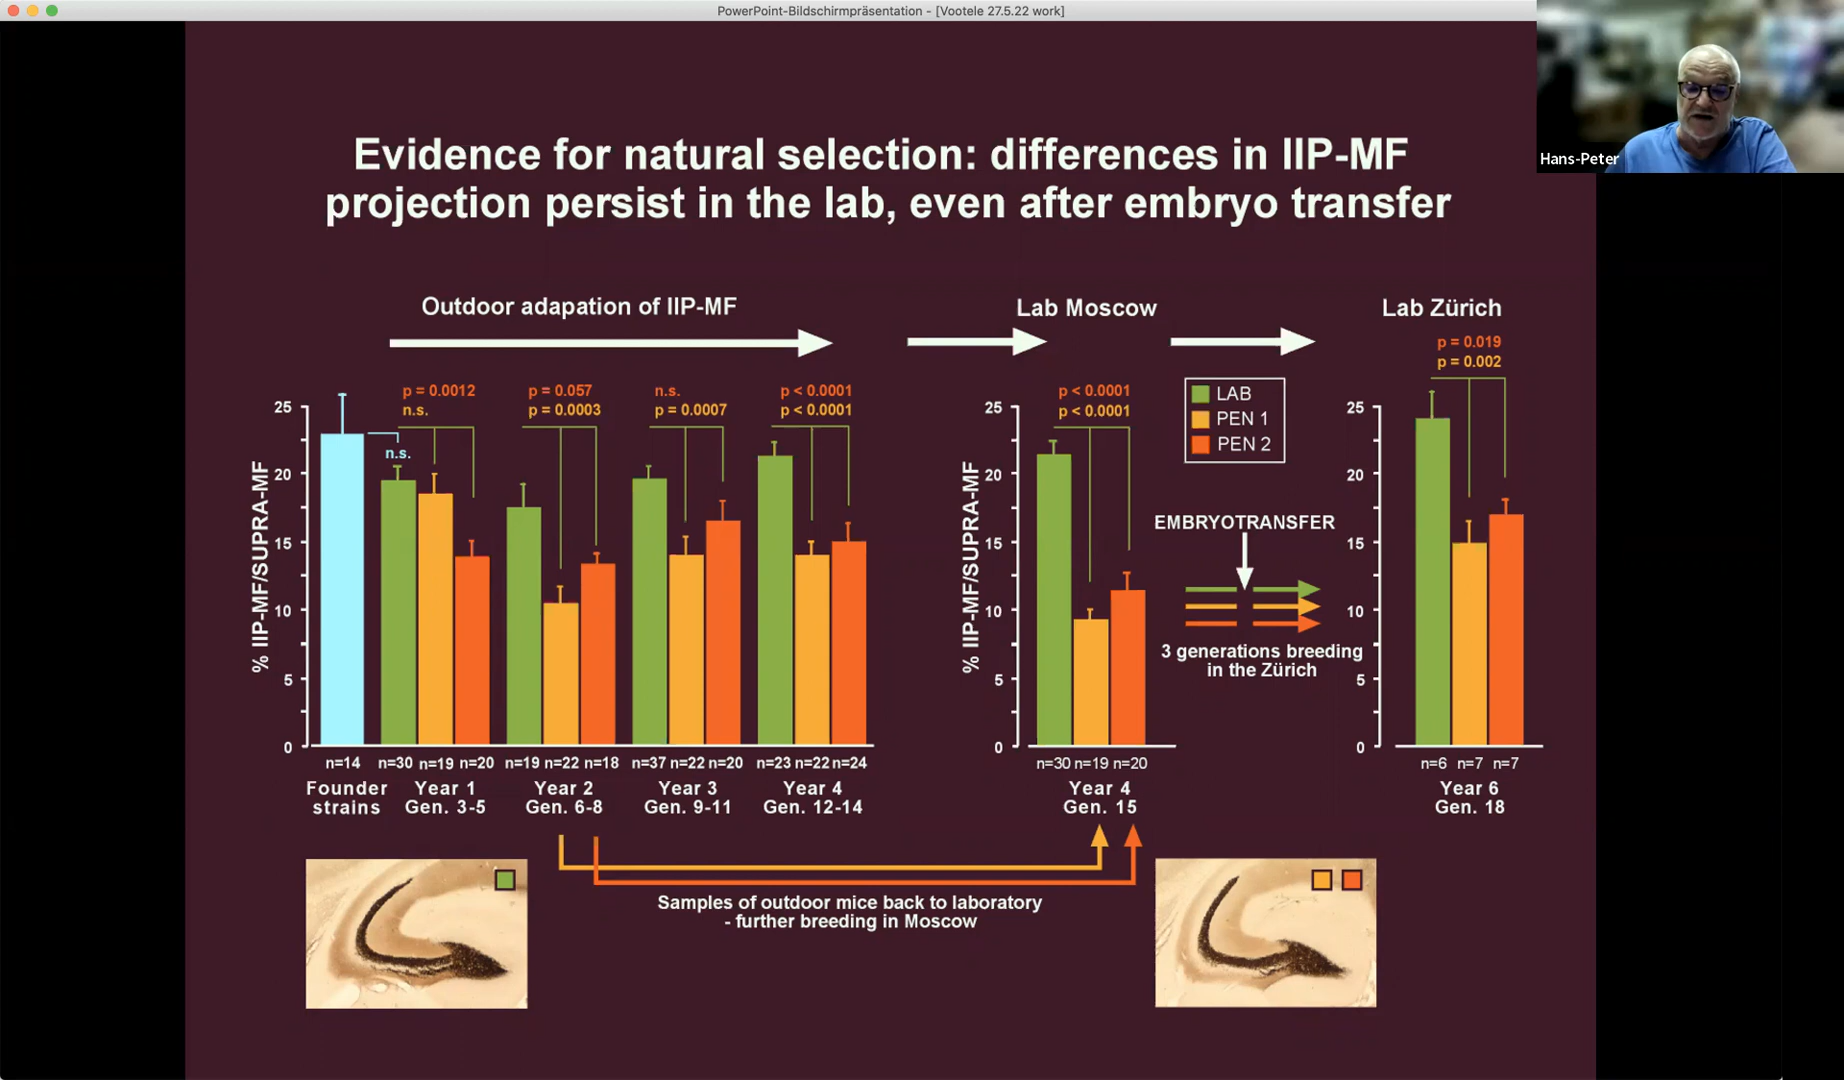 PowerPoint-Bildschirmpräsentation - [Vootele 27.5.22 work]
Hans-Peter
Evidence for natural selection: differences in IIP-MF
projection persist in the lab, even after embryo transfer
Outdoor adapation of IIP-MF
Lab Moscow
Lab Zürich
p = 0.0012
n.s.
p = 0.057
p = 0.0003
n.s.
p = 0.0007
p < 0.0001
p < 0.0001
p < 0.0001
p < 0.0001
p = 0.019
p = 0.002
n.s.
LAB
PEN 1
PEN 2
% IIP-MF/SUPRA-MF
25
20
15
10
5
0
% IIP-MF/SUPRA-MF
25
20
15
10
5
0
EMBRYOTRANSFER
3 generations breeding
in the Zürich
25
20
15
10
5
0
n=14
n=30 n=19 n=20
n=19 n=22 n=18
n=37 n=22 n=20
n=23 n=22 n=24
n=30 n=19 n=20
n=6 n=7 n=7
Founder
strains
Year 1
Gen. 3-5
Year 2
Gen. 6-8
Year 3
Gen. 9-11
Year 4
Gen. 12-14
Year 4
Gen. 15
Year 6
Gen. 18
Samples of outdoor mice back to laboratory
- further breeding in Moscow